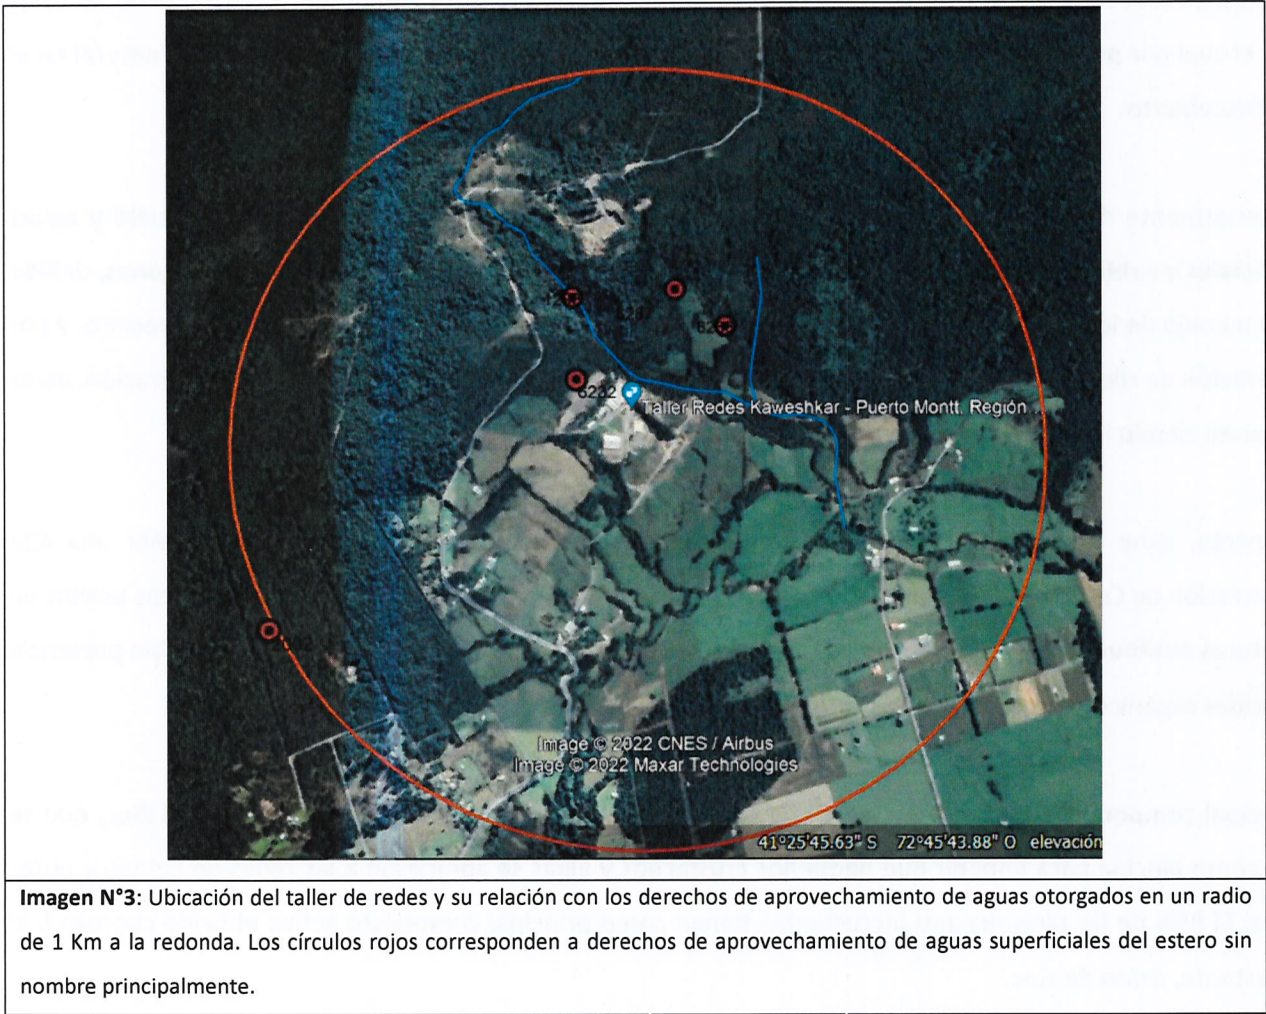 6232
Taller Redes Kaweshkar - Puerto Montt, Región
Image © 2022 CNES / Airbus
Image © 2022 Maxar Technologies
41°25'45.63" S 72°45'43.88" O elevación
Imagen N°3: Ubicación del taller de redes y su relación con los derechos de aprovechamiento de aguas otorgados en un radio
de 1 Km a la redonda. Los círculos rojos corresponden a derechos de aprovechamiento de aguas superficiales del estero sin
nombre principalmente.